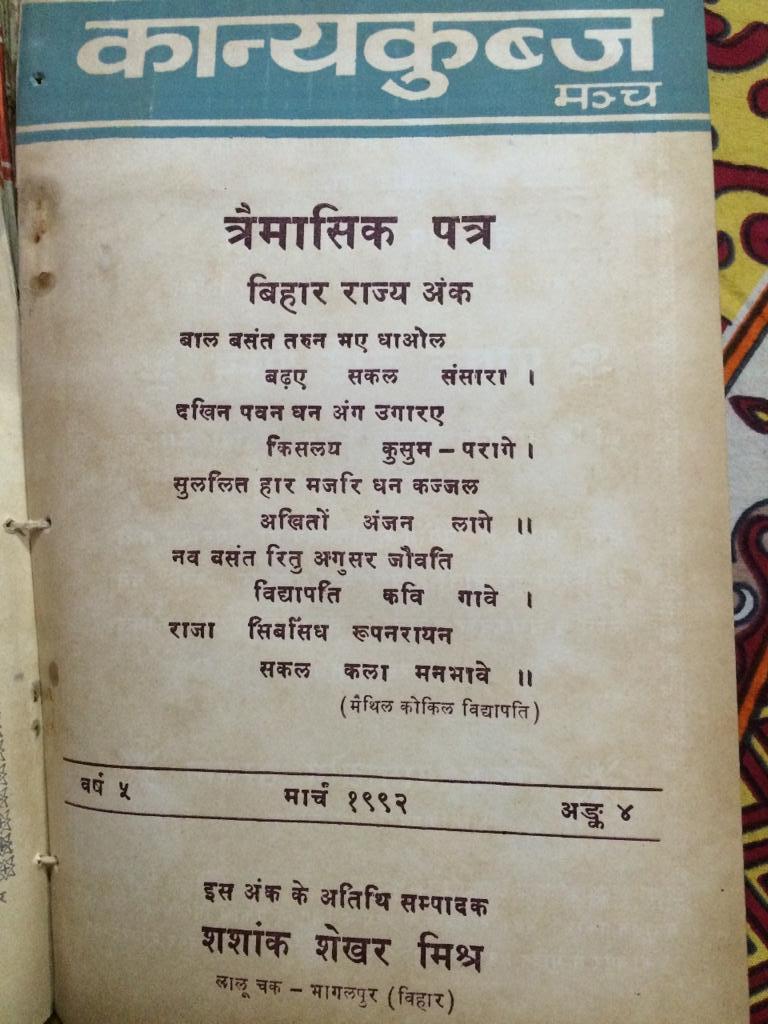 कान्यकुब्ज
मञ्च
त्रैमासिक पत्र
बिहार राज्य अंक
बाल बसंत तरुन भए धाओल
बढ़ए सकल संसारा ।
दखिन पवन घन अंग उगारए
किसलय कुसुम – परागे ।
सुललित हार मजरि घन कज्जल
अखितों अंजन लागे ॥
नव वसंत रितु अगुसर जौवति
विद्यापति कवि गावे ।
राजा सिबसिंध रूपनरायन
सकल कला मनभावे ॥
(मैथिल कोकिल विद्यापति)
वर्ष ५ मार्च १९९२ अङ्क ४
इस अंक के अतिथि सम्पादक
शशांक शेखर मिश्र
लालू चक – भागलपुर (विहार)